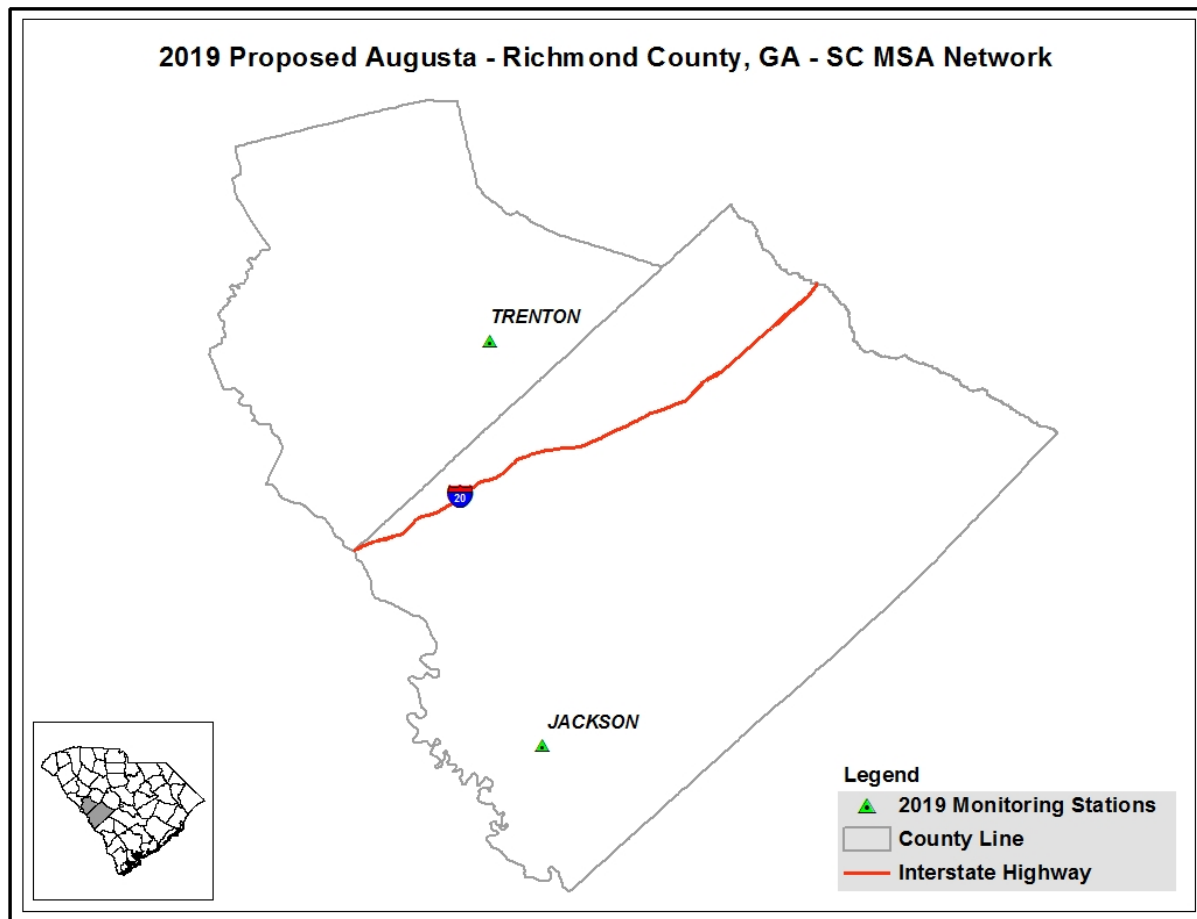 2019 Proposed Augusta - Richmond County, GA - SC MSA Network
TRENTON
20
JACKSON
Legend
2019 Monitoring Stations
County Line
Interstate Highway